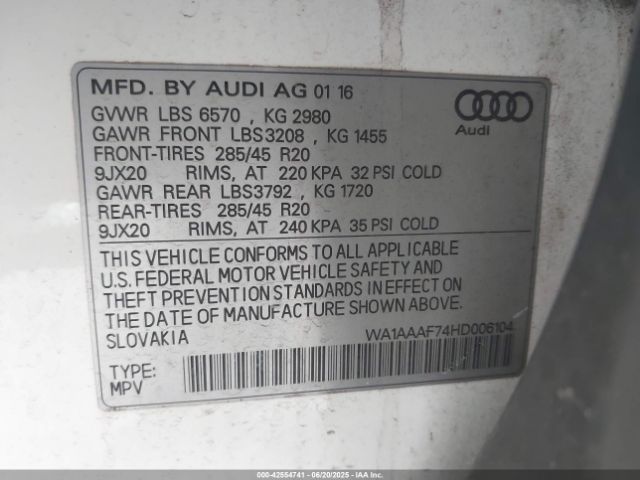 MFD. BY AUDI AG 01 16
Audi
GVWR LBS 6570 , KG 2980
GAWR FRONT LBS3208 , KG 1455
FRONT-TIRES 285/45 R20
9JX20 RIMS, AT 220 KPA 32 PSI COLD
GAWR REAR LBS3792 , KG 1720
REAR-TIRES 285/45 R20
9JX20 RIMS, AT 240 KPA 35 PSI COLD
THIS VEHICLE CONFORMS TO ALL APPLICABLE
U.S. FEDERAL MOTOR VEHICLE SAFETY AND
THEFT PREVENTION STANDARDS IN EFFECT ON
THE DATE OF MANUFACTURE SHOWN ABOVE.
SLOVAKIA
WA1AAAF74HD006104
TYPE:
MPV
000-42554741 - 06/20/2025 - IAA Inc.